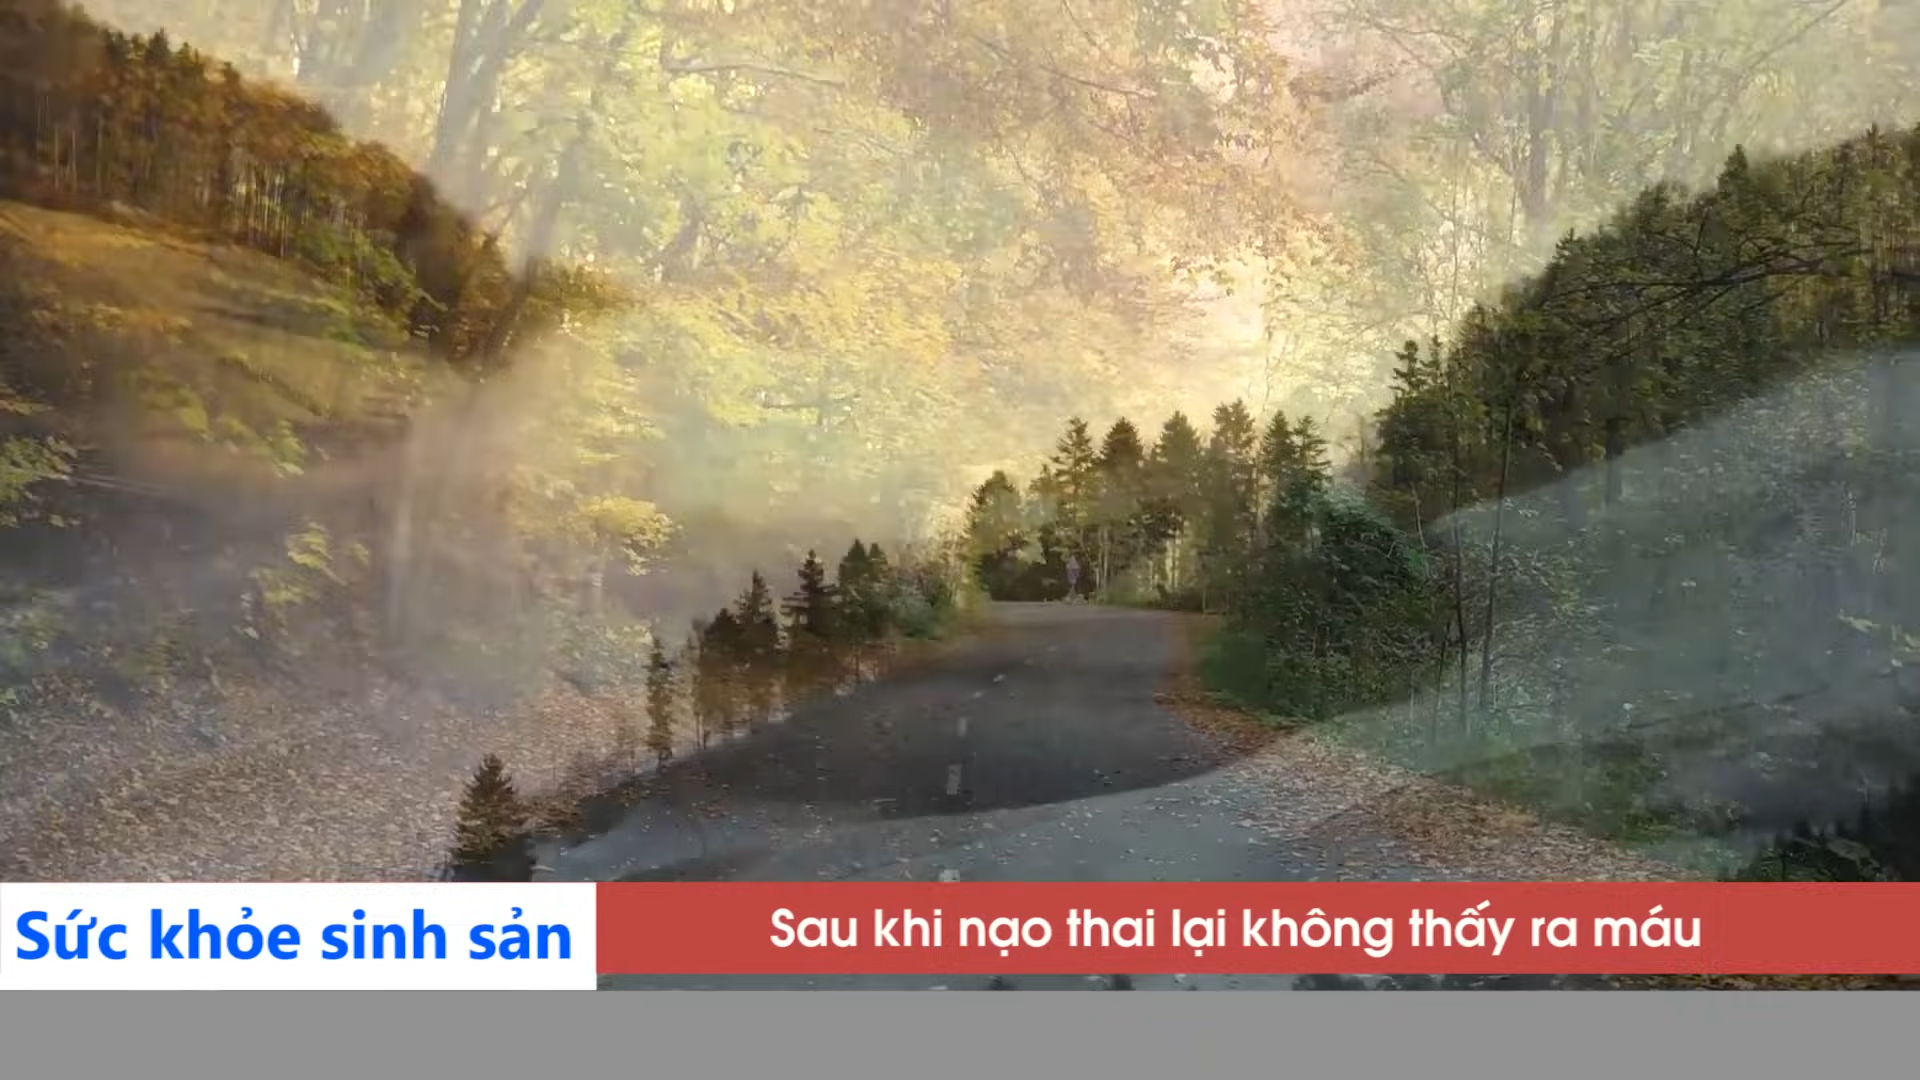 Sức khỏe sinh sản
Sau khi nạo thai lại không thấy ra máu